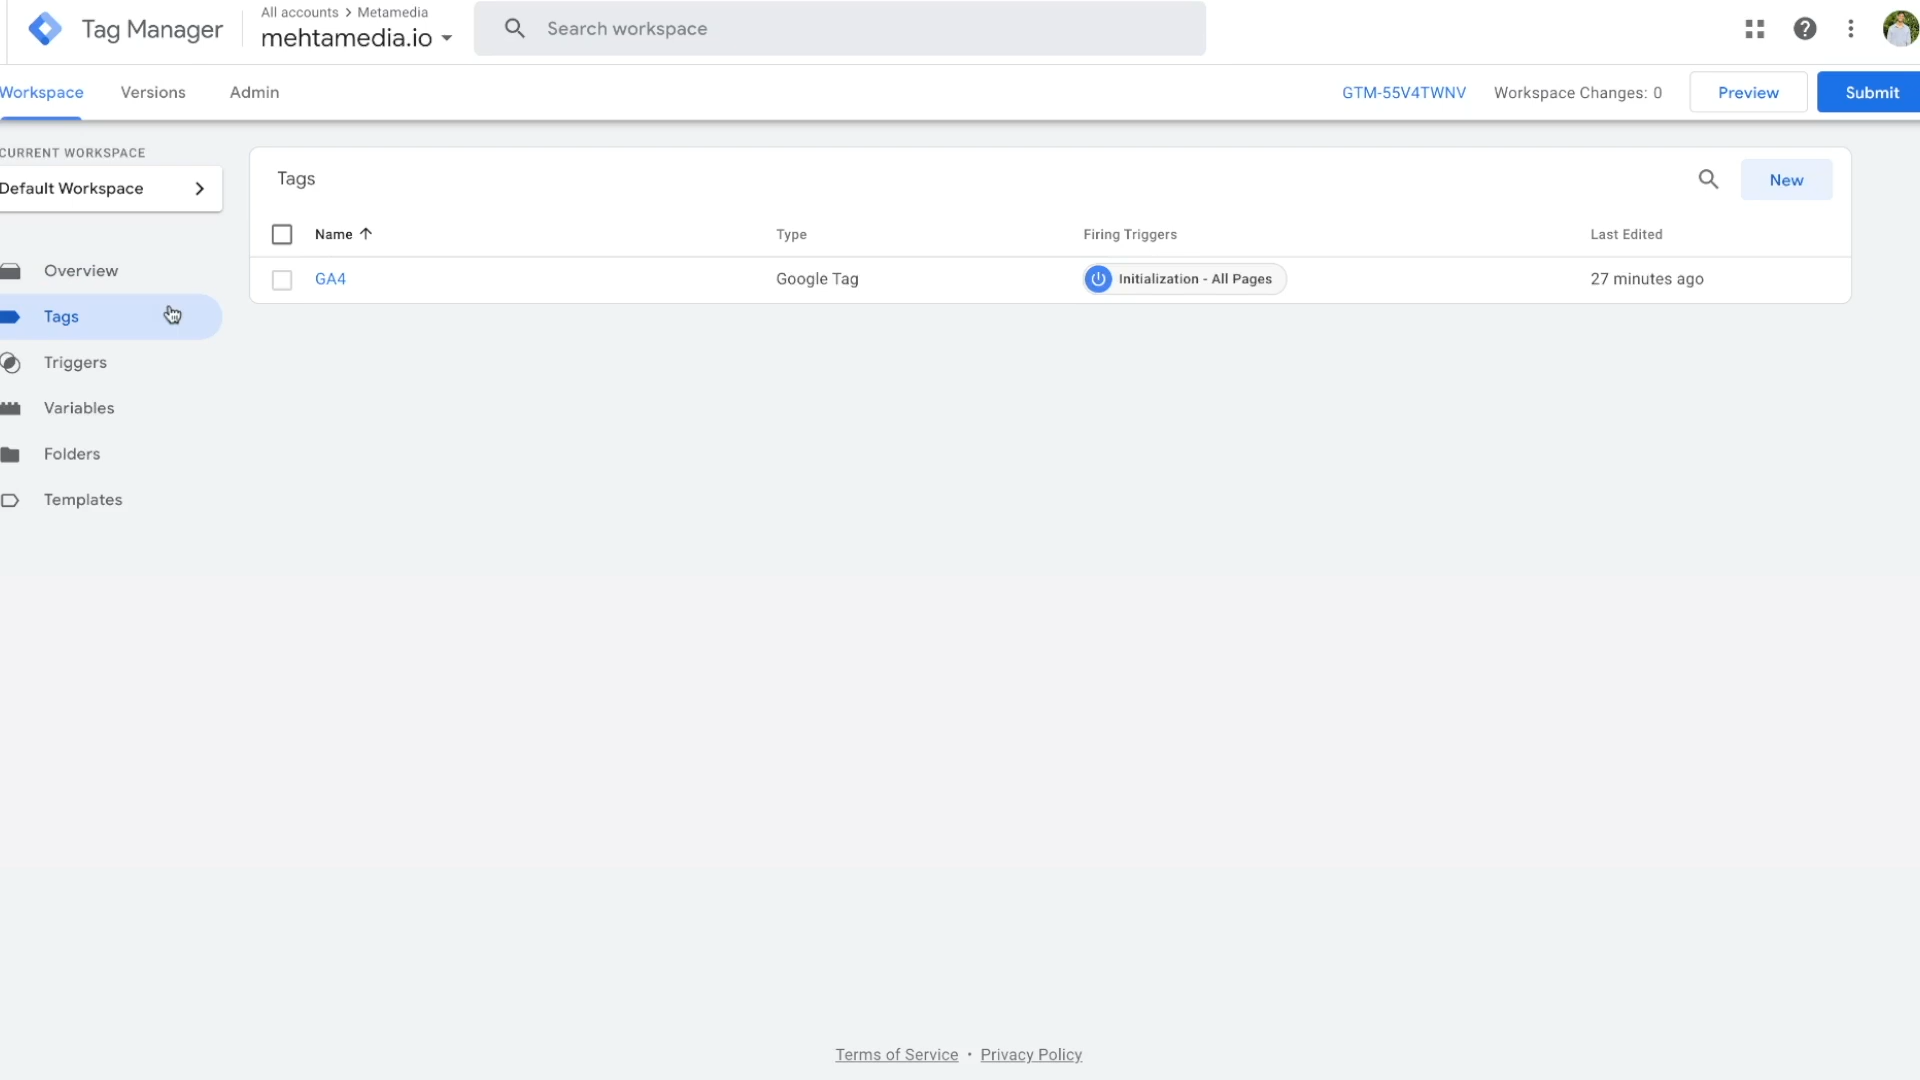 Tag Manager
All accounts > Metamedia
mehtamedia.io
Search workspace
Workspace
Versions
Admin
GTM-55V4TWNV
Workspace Changes: 0
Preview
Submit
CURRENT WORKSPACE
Default Workspace
Overview
Tags
Triggers
Variables
Folders
Templates
Tags
New
Name
Type
Firing Triggers
Last Edited
GA4
Google Tag
Initialization - All Pages
27 minutes ago
Terms of Service • Privacy Policy